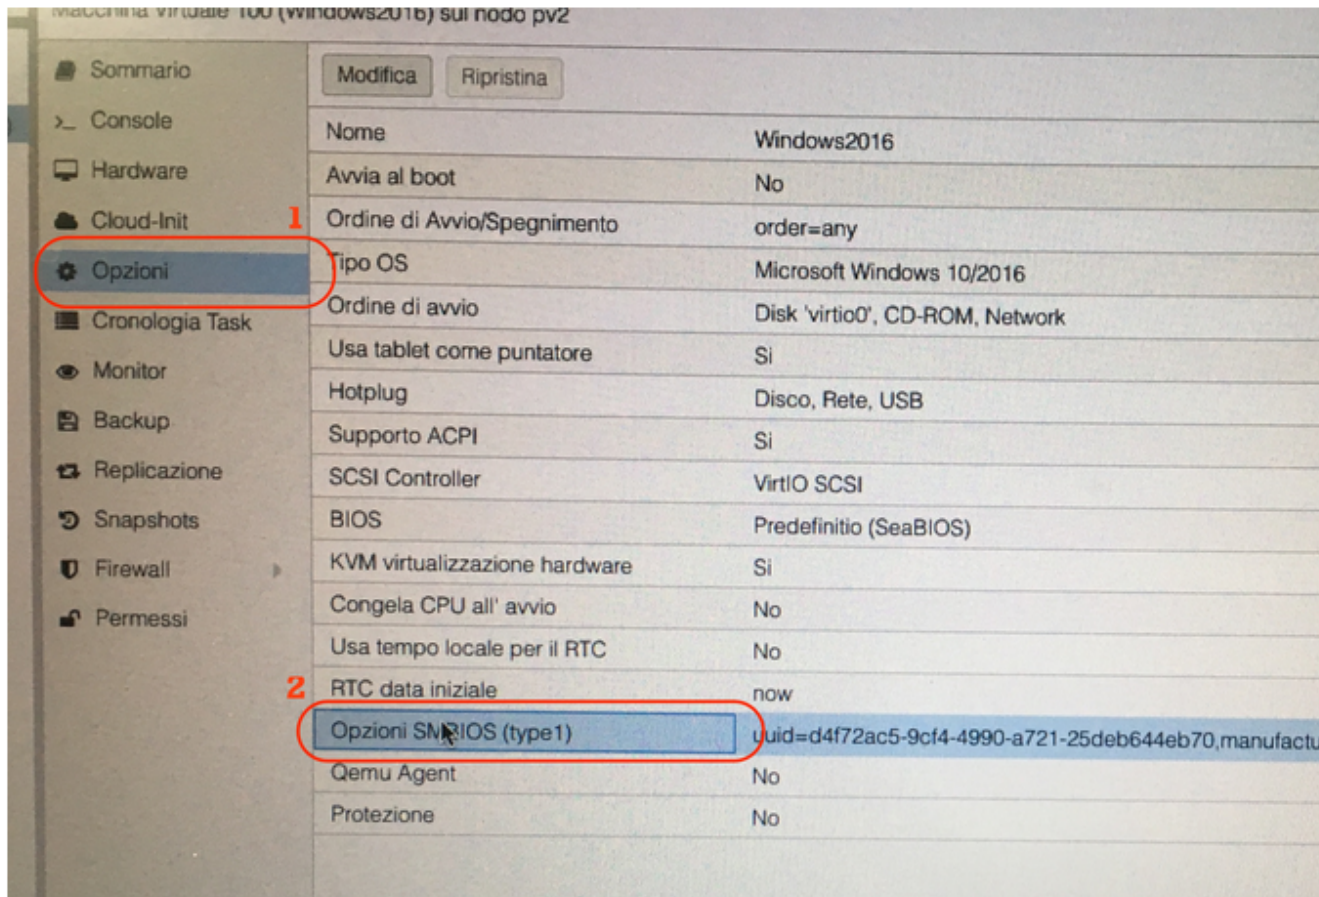 Macchina Virtuale 100 (Windows2016) sul nodo pv2
Sommario
>_ Console
Hardware
Cloud-Init
1
Opzioni
Cronologia Task
Monitor
Backup
Replicazione
Snapshots
Firewall
Permessi
Modifica Ripristina
Nome Windows2016
Avvia al boot No
Ordine di Avvio/Spegnimento order=any
Tipo OS Microsoft Windows 10/2016
Ordine di avvio Disk 'virtio0', CD-ROM, Network
Usa tablet come puntatore Si
Hotplug Disco, Rete, USB
Supporto ACPI Si
SCSI Controller VirtIO SCSI
BIOS Predefinitio (SeaBIOS)
KVM virtualizzazione hardware Si
Congela CPU all' avvio No
Usa tempo locale per il RTC No
2
RTC data iniziale now
Opzioni SMBIOS (type1) uuid=d4f72ac5-9cf4-4990-a721-25deb644eb70,manufactu
Qemu Agent No
Protezione No